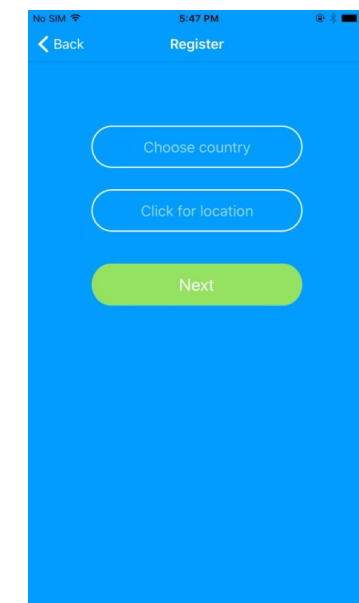 No SIM 5:47 PM
Back Register
Choose country
Click for location
Next